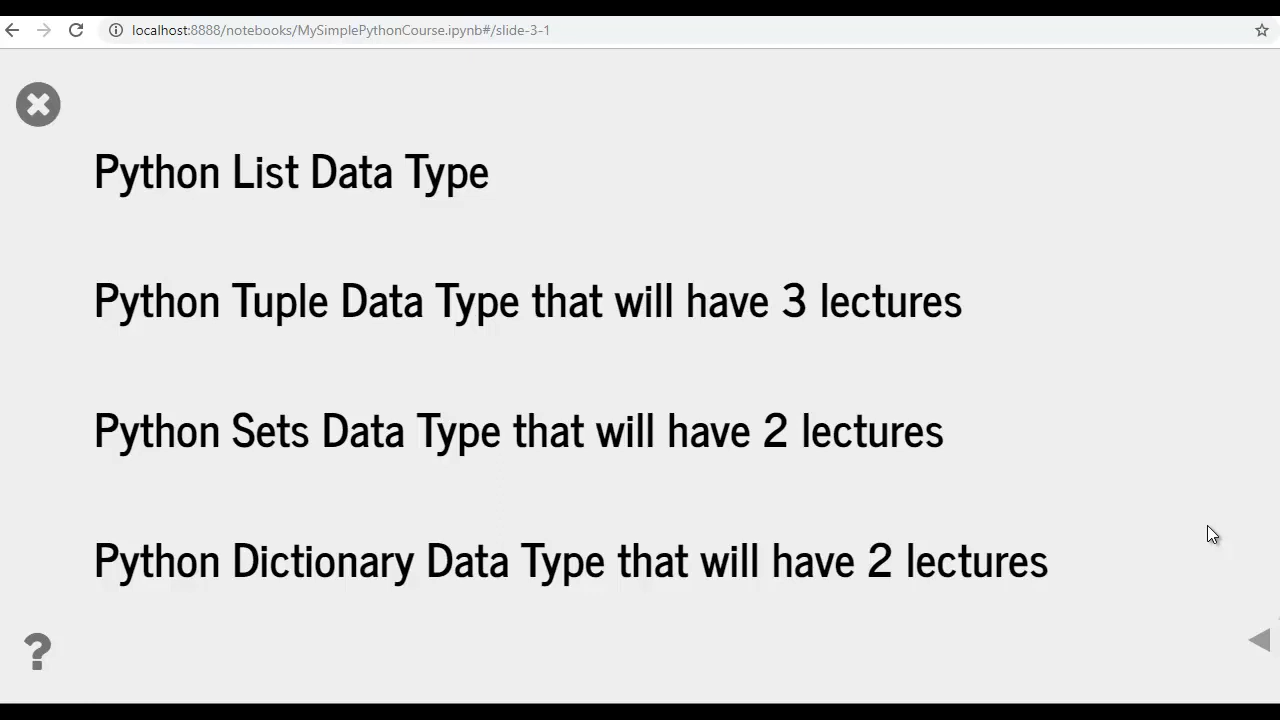 localhost:8888/notebooks/MySimplePythonCourse.ipynb#/slide-3-1
Python List Data Type
Python Tuple Data Type that will have 3 lectures
Python Sets Data Type that will have 2 lectures
Python Dictionary Data Type that will have 2 lectures
?